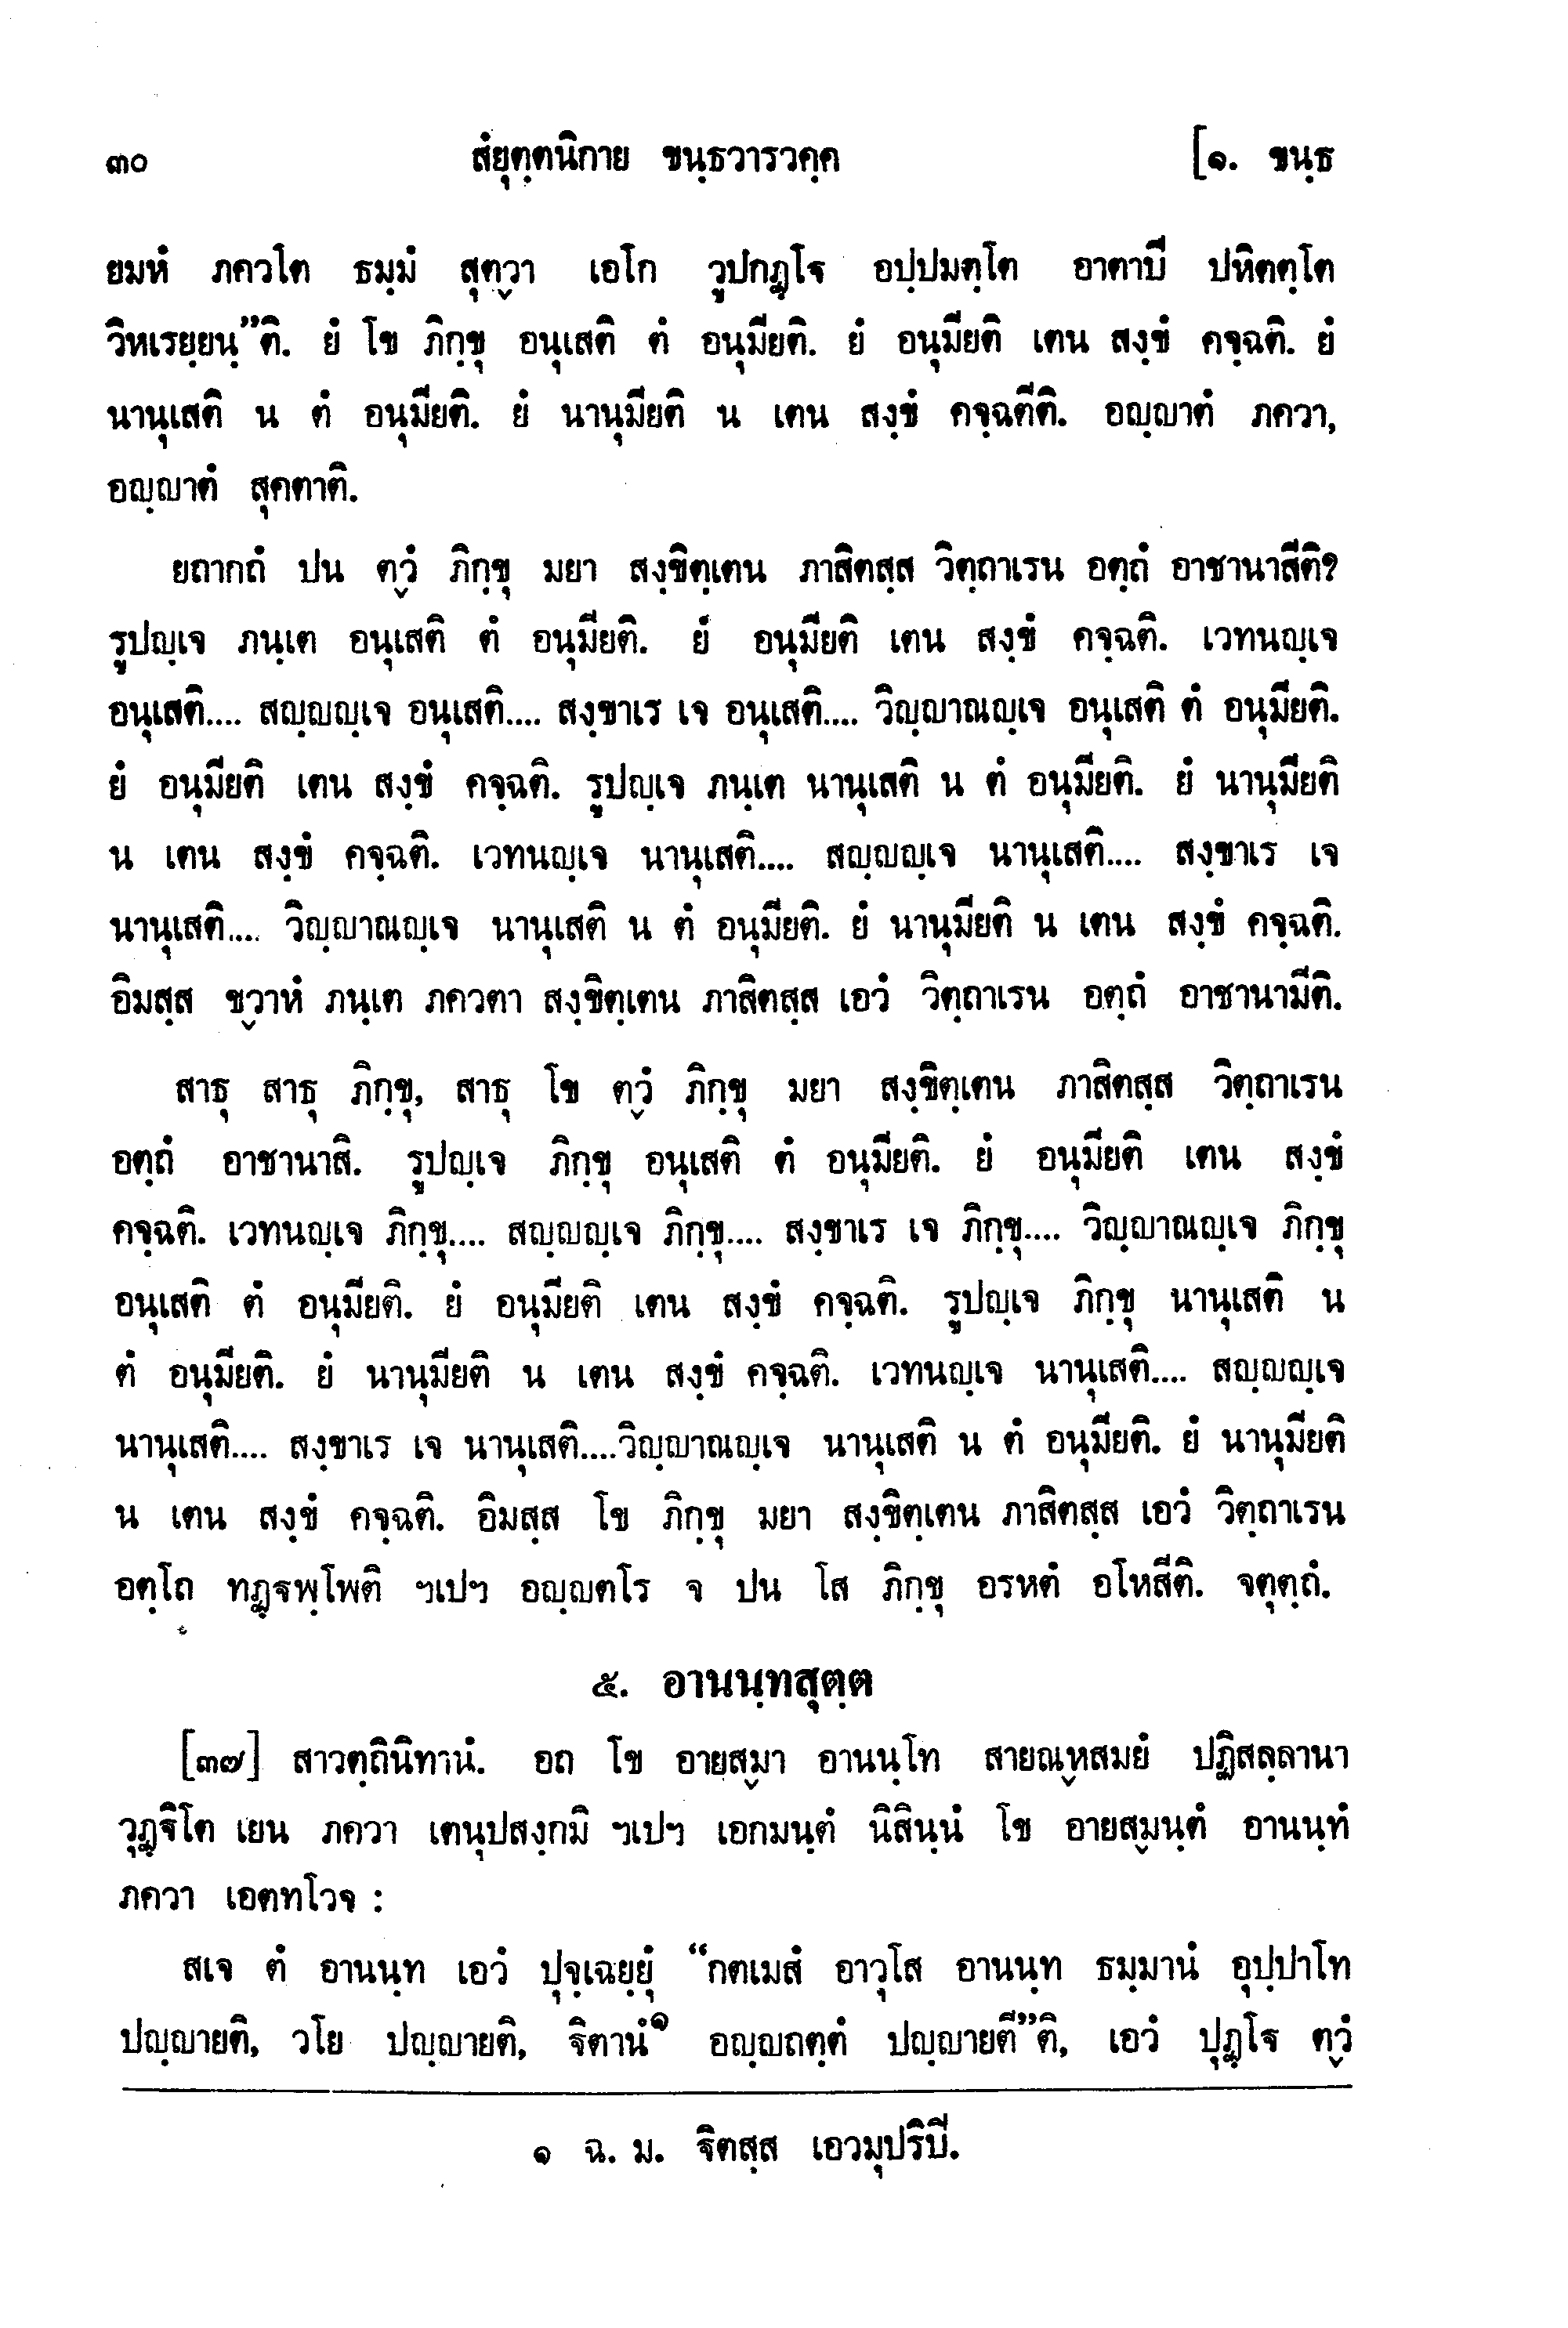 ๓๐ สํยุตฺตนิกาย ขนฺธวารวคฺค [๑. ขนฺธ
ยมหํ ภควโต ธมฺมํ สุตฺวา เอโก วูปกฏฺโฐ อปฺปมตฺโต อาตาปี ปหิตตฺโต
วิหเรยฺยนฺ”ติ. ยํ โข ภิกฺขุ อนุเสติ ตํ อนุมียติ. ยํ อนุมียติ เตน สงฺขํ คจฺฉติ. ยํ
นานุเสติ น ตํ อนุมียติ. ยํ นานุมียติ น เตน สงฺขํ คจฺฉตีติ. อญฺญาตํ ภควา,
อญฺญาตํ สุคตาติ.
ยถากถํ ปน ตฺวํ ภิกฺขุ มยา สงฺขิตฺเตน ภาสิตสฺส วิตฺถาเรน อตฺถํ อาชานาสีติ?
รูปญฺเจ ภนฺเต อนุเสติ ตํ อนุมียติ. ยํ อนุมียติ เตน สงฺขํ คจฺฉติ. เวทนญฺเจ
อนุเสติ.... สญฺญญฺเจ อนุเสติ.... สงฺขาเร เจ อนุเสติ.... วิญฺญาณญฺเจ อนุเสติ ตํ อนุมียติ.
ยํ อนุมียติ เตน สงฺขํ คจฺฉติ. รูปญฺเจ ภนฺเต นานุเสติ น ตํ อนุมียติ. ยํ นานุมียติ
น เตน สงฺขํ คจฺฉติ. เวทนญฺเจ นานุเสติ.... สญฺญญฺเจ นานุเสติ.... สงฺขาเร เจ
นานุเสติ.... วิญฺญาณญฺเจ นานุเสติ น ตํ อนุมียติ. ยํ นานุมียติ น เตน สงฺขํ คจฺฉติ.
อิมสฺส ขฺวาหํ ภนฺเต ภควตา สงฺขิตฺเตน ภาสิตสฺส เอวํ วิตฺถาเรน อตฺถํ อาชานามีติ.
สาธุ สาธุ ภิกฺขุ, สาธุ โข ตฺวํ ภิกฺขุ มยา สงฺขิตฺเตน ภาสิตสฺส วิตฺถาเรน
อตฺถํ อาชานาสิ. รูปญฺเจ ภิกฺขุ อนุเสติ ตํ อนุมียติ. ยํ อนุมียติ เตน สงฺขํ
คจฺฉติ. เวทนญฺเจ ภิกฺขุ.... สญฺญญฺเจ ภิกฺขุ.... สงฺขาเร เจ ภิกฺขุ.... วิญฺญาณญฺเจ ภิกฺขุ
อนุเสติ ตํ อนุมียติ. ยํ อนุมียติ เตน สงฺขํ คจฺฉติ. รูปญฺเจ ภิกฺขุ นานุเสติ น
ตํ อนุมียติ. ยํ นานุมียติ น เตน สงฺขํ คจฺฉติ. เวทนญฺเจ นานุเสติ.... สญฺญญฺเจ
นานุเสติ.... สงฺขาเร เจ นานุเสติ....วิญฺญาณญฺเจ นานุเสติ น ตํ อนุมียติ. ยํ นานุมียติ
น เตน สงฺขํ คจฺฉติ. อิมสฺส โข ภิกฺขุ มยา สงฺขิตฺเตน ภาสิตสฺส เอวํ วิตฺถาเรน
อตฺโถ ทฏฺฐพฺโพติ ฯเปฯ อญฺญตโร จ ปน โส ภิกฺขุ อรหตํ อโหสีติ. จตุตฺถํ.
๕. อานนฺทสุตฺต
[๓๗] สาวตฺถินิทานํ. อถ โข อายสฺมา อานนฺโท สายณฺหสมยํ ปฏิสลฺลานา
วุฏฺฐิโต เยน ภควา เตนุปสงฺกมิ ฯเปฯ เอกมนฺตํ นิสินฺนํ โข อายสฺมนฺตํ อานนฺทํ
ภควา เอตทโวจ :
สเจ ตํ อานนฺท เอวํ ปุจฺเฉยฺยุํ “กตเมสํ อาวุโส อานนฺท ธมฺมานํ อุปฺปาโท
ปญฺญายติ, วโย ปญฺญายติ, ฐิตานํ๑ อญฺญถตฺตํ ปญฺญายตี”ติ, เอวํ ปุฏฺโฐ ตฺวํ
๑ ฉ. ม. ฐิตสฺส เอวมุปริปี.